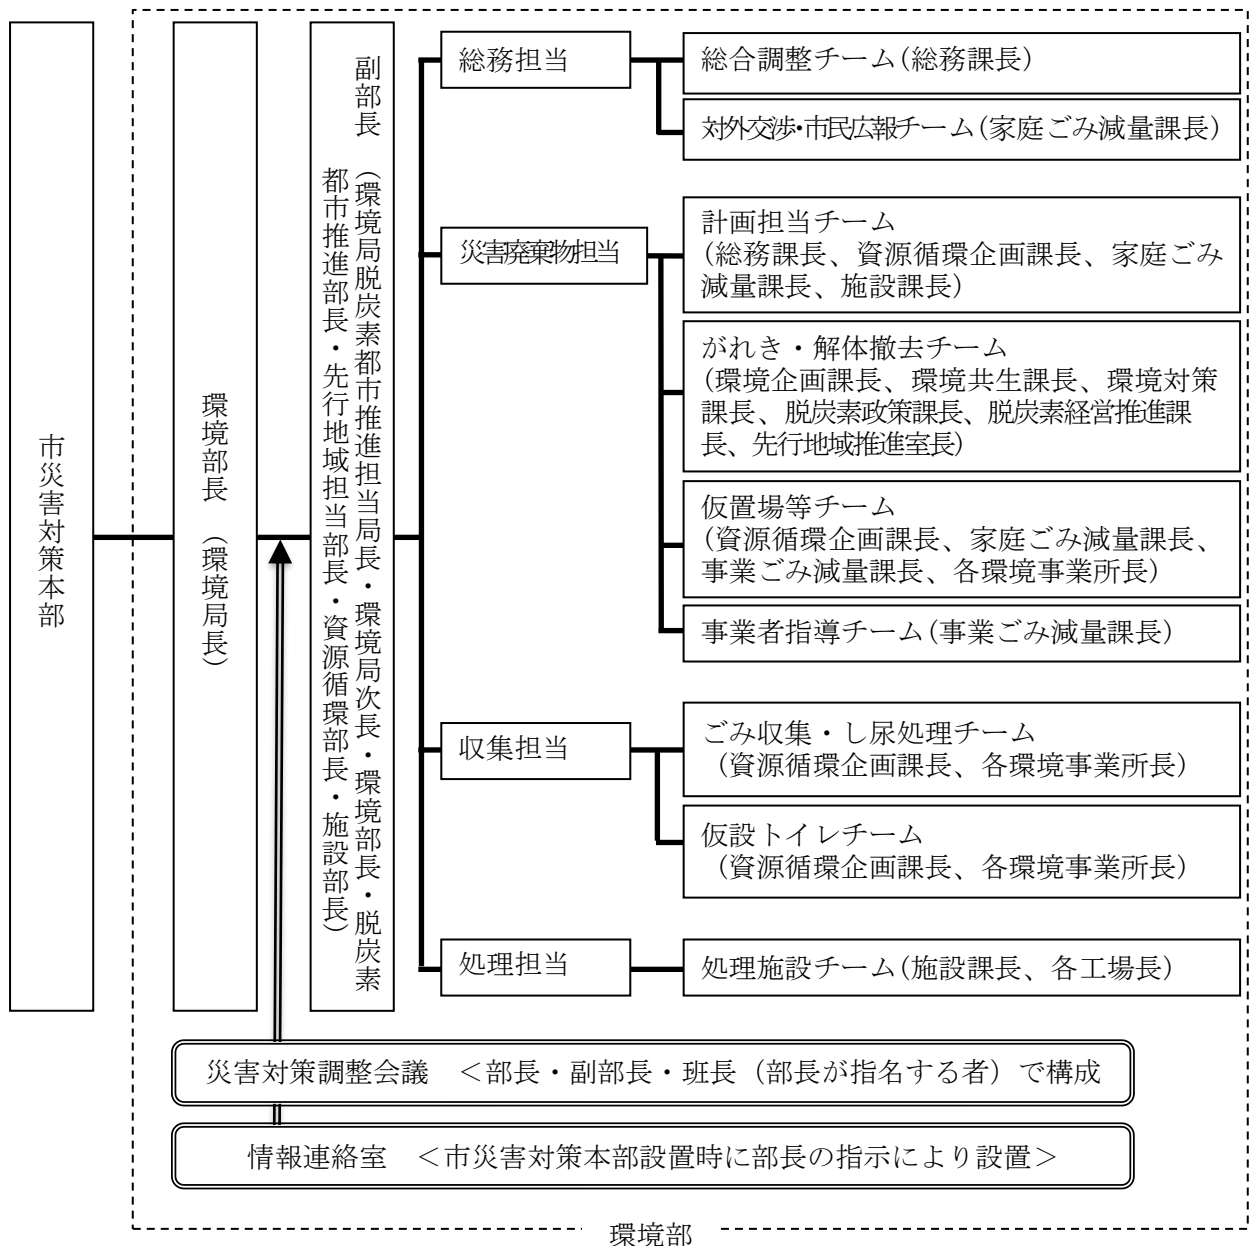 市災害対策本部
環境部長　（環境局長）
副部長　（環境局脱炭素都市推進担当局長・環境局次長・環境部長・脱炭素
都市推進部長・先行地域担当部長・資源循環部長・施設部長）
総務担当
総合調整チーム(総務課長)
対外交渉・市民広報チーム(家庭ごみ減量課長)
災害廃棄物担当
計画担当チーム
(総務課長、資源循環企画課長、家庭ごみ
減量課長、施設課長)
がれき・解体撤去チーム
(環境企画課長、環境共生課長、環境対策
課長、脱炭素政策課長、脱炭素経営推進課
長、先行地域推進室長)
仮置場等チーム
(資源循環企画課長、家庭ごみ減量課長、
事業ごみ減量課長、各環境事業所長)
事業者指導チーム(事業ごみ減量課長)
収集担当
ごみ収集・し尿処理チーム
(資源循環企画課長、各環境事業所長)
仮設トイレチーム
(資源循環企画課長、各環境事業所長)
処理担当
処理施設チーム(施設課長、各工場長)
災害対策調整会議　＜部長・副部長・班長（部長が指名する者）で構成
情報連絡室　＜市災害対策本部設置時に部長の指示により設置＞
環境部